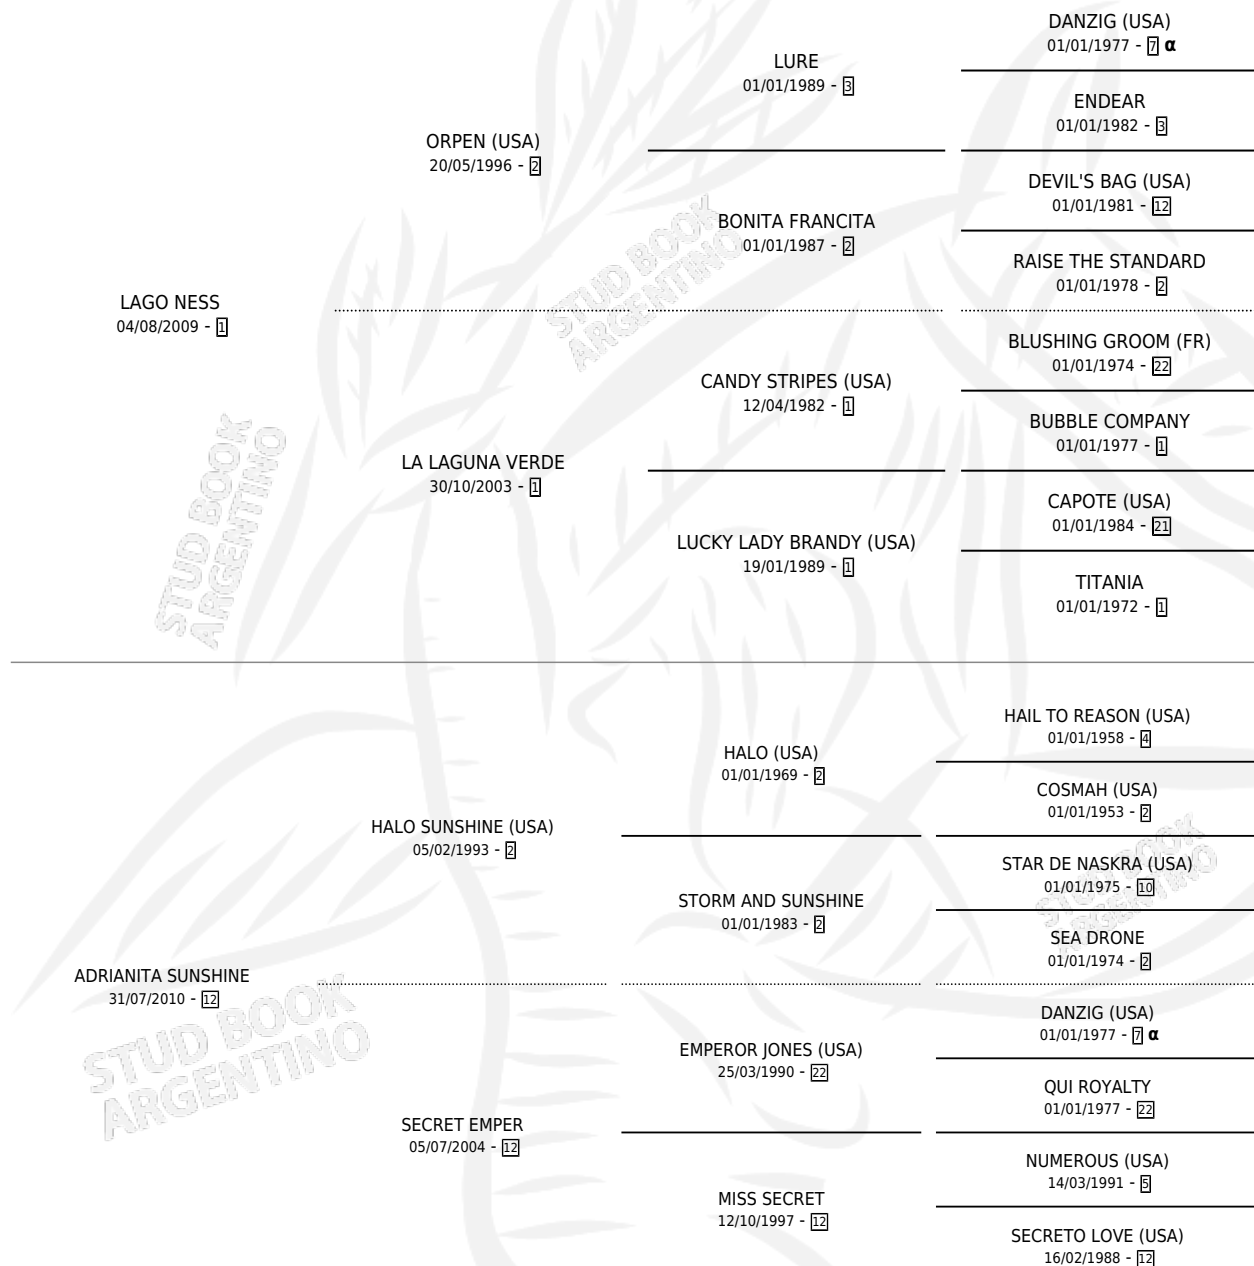 DANZIG (USA)
01/01/1977 - 7 α
LURE
01/01/1989 - 3
ENDEAR
01/01/1982 - 3
ORPEN (USA)
20/05/1996 - 2
DEVIL'S BAG (USA)
01/01/1981 - 12
BONITA FRANCITA
01/01/1987 - 2
RAISE THE STANDARD
01/01/1978 - 2
LAGO NESS
04/08/2009 - 1
BLUSHING GROOM (FR)
01/01/1974 - 22
CANDY STRIPES (USA)
12/04/1982 - 1
BUBBLE COMPANY
01/01/1977 - 1
LA LAGUNA VERDE
30/10/2003 - 1
CAPOTE (USA)
01/01/1984 - 21
LUCKY LADY BRANDY (USA)
19/01/1989 - 1
TITANIA
01/01/1972 - 1
HAIL TO REASON (USA)
01/01/1958 - 4
HALO (USA)
01/01/1969 - 2
COSMAH (USA)
01/01/1953 - 2
HALO SUNSHINE (USA)
05/02/1993 - 2
STAR DE NASKRA (USA)
01/01/1975 - 10
STORM AND SUNSHINE
01/01/1983 - 2
SEA DRONE
01/01/1974 - 2
ADRIANITA SUNSHINE
31/07/2010 - 12
DANZIG (USA)
01/01/1977 - 7 α
EMPEROR JONES (USA)
25/03/1990 - 22
QUI ROYALTY
01/01/1977 - 22
SECRET EMPER
05/07/2004 - 12
NUMEROUS (USA)
14/03/1991 - 5
MISS SECRET
12/10/1997 - 12
SECRETO LOVE (USA)
16/02/1988 - 12
STUD BOOK
ARGENTINO
STUD BOOK
ARGENTINO
STUD BOOK
ARGENTINO
STUD BOOK
ARGENTINO